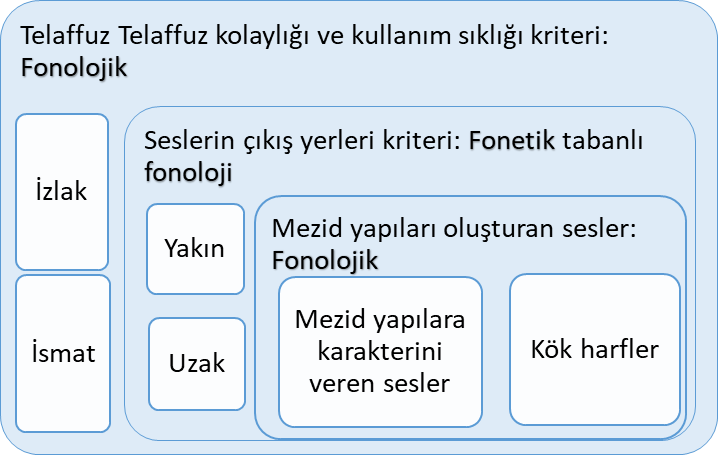 Telaffuz Telaffuz kolaylığı ve kullanım sıklığı kriteri:
Fonolojik
İzlak
İsmat
Seslerin çıkış yerleri kriteri: Fonetik tabanlı
fonoloji
Yakın
Uzak
Mezid yapıları oluşturan sesler:
Fonolojik
Mezid yapılara
karakterini
veren sesler
Kök harfler